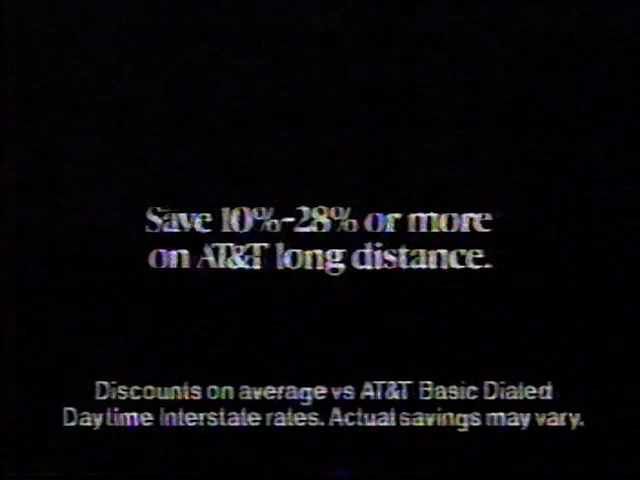 Save 10%-28% or more
on AT&T long distance.
Discounts on average vs AT&T Basic Dialed
Daytime Interstate rates. Actual savings may vary.